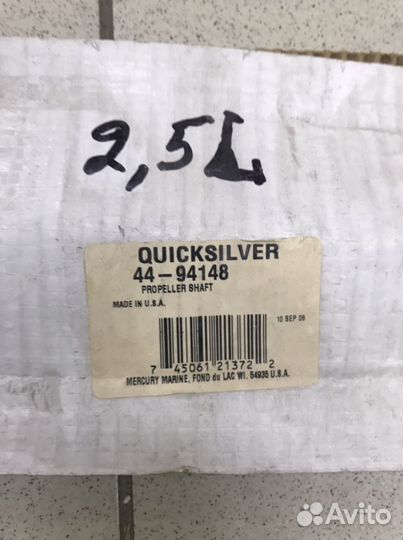 2,5L
QUICKSILVER
44-94148
PROPELLER SHAFT
MADE IN U.S.A.
10 SEP 08
7 45061 21372 2
MERCURY MARINE, FOND du LAC WI. 54935 U.S.A.
Avito